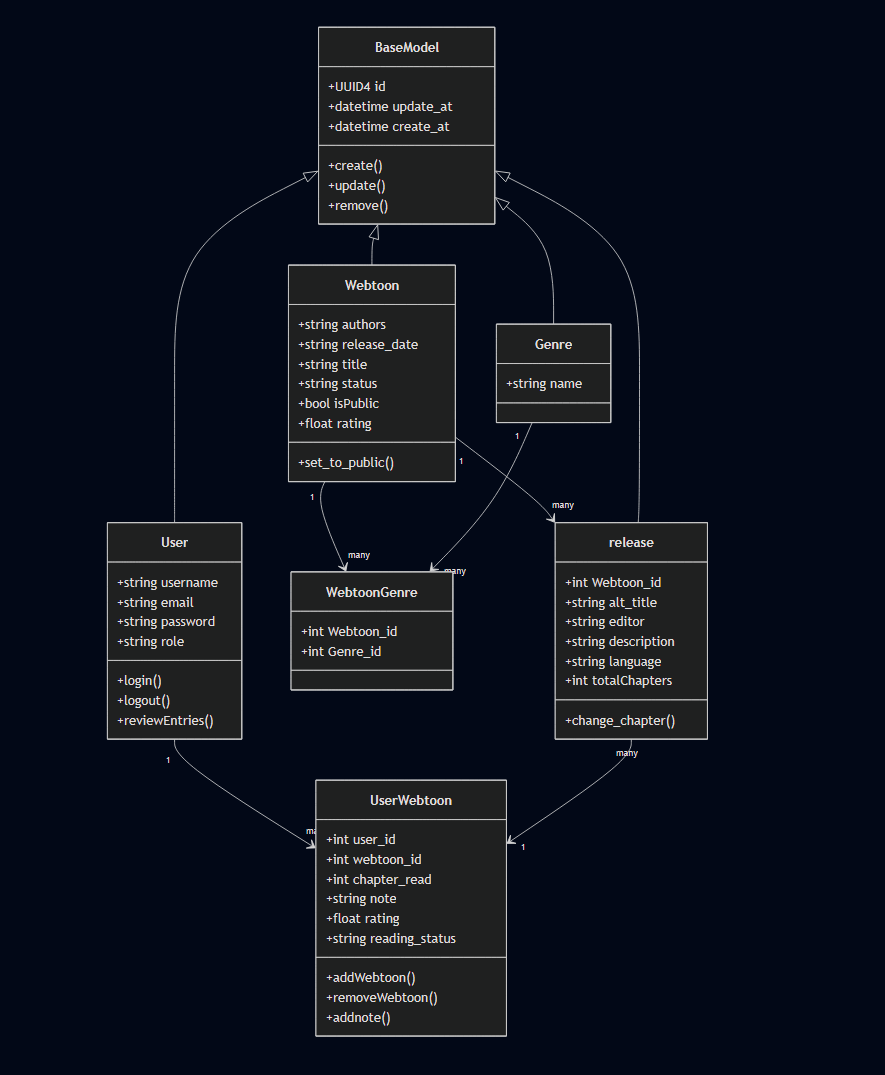 BaseModel
+UUID4 id
+datetime update_at
+datetime create_at
+create()
+update()
+remove()
Webtoon
+string authors
+string release_date
+string title
+string status
+bool isPublic
+float rating
+set_to_public()
Genre
+string name
1
1
1
many
many
many
User
+string username
+string email
+string password
+string role
+login()
+logout()
+reviewEntries()
WebtoonGenre
+int Webtoon_id
+int Genre_id
release
+int Webtoon_id
+string alt_title
+string editor
+string description
+string language
+int totalChapters
+change_chapter()
1
many
ma
1
UserWebtoon
+int user_id
+int webtoon_id
+int chapter_read
+string note
+float rating
+string reading_status
+addWebtoon()
+removeWebtoon()
+addnote()